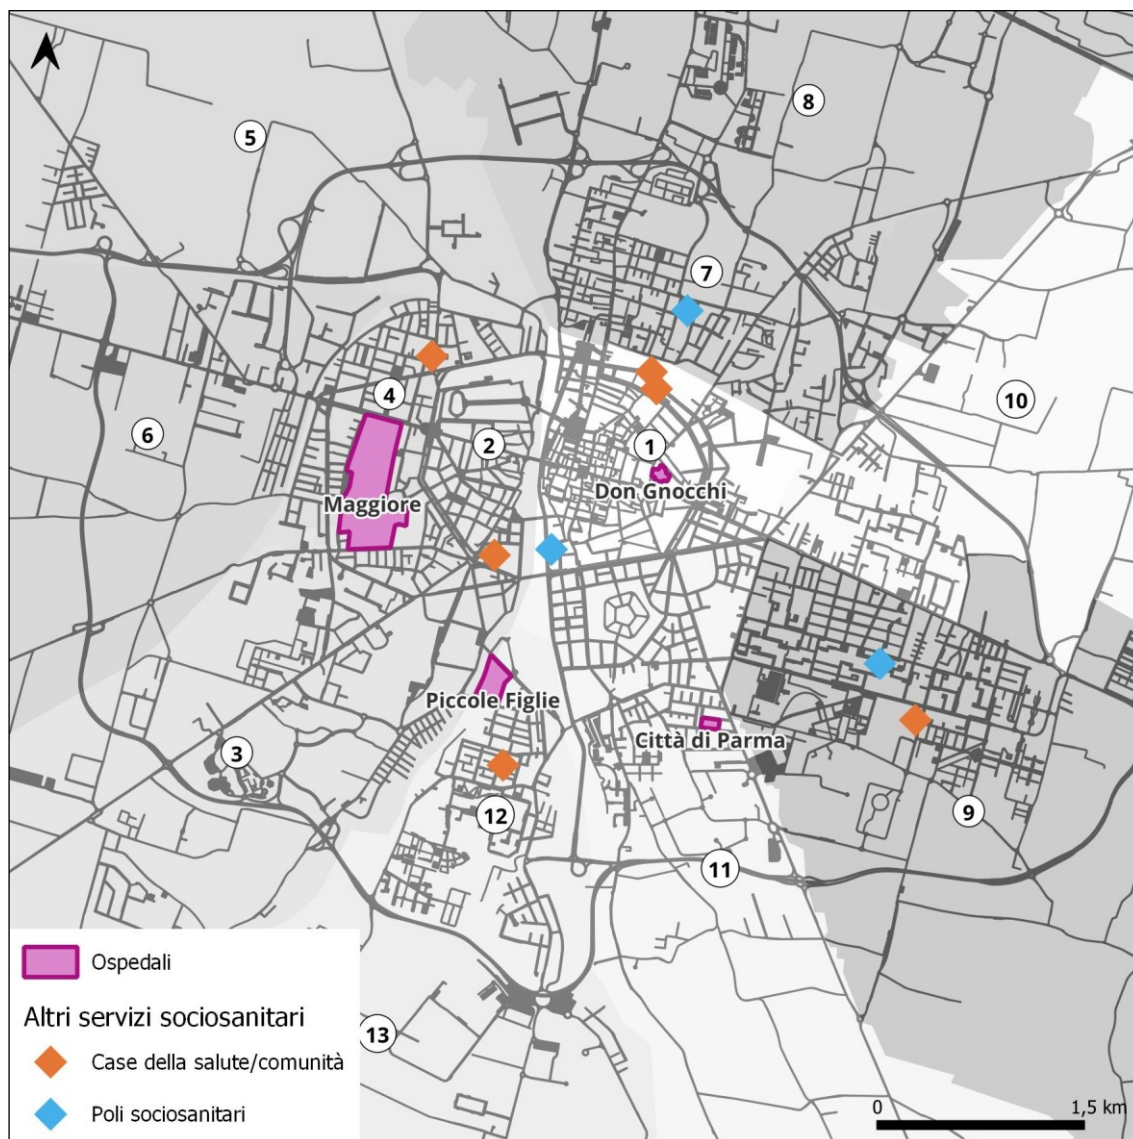 8
5
7
10
4
6
2
1
Don Gnocchi
Maggiore
Piccole Figlie
Città di Parma
3
12
9
11
13
Ospedali
Altri servizi sociosanitari
Case della salute/comunità
Poli sociosanitari
0 1,5 km